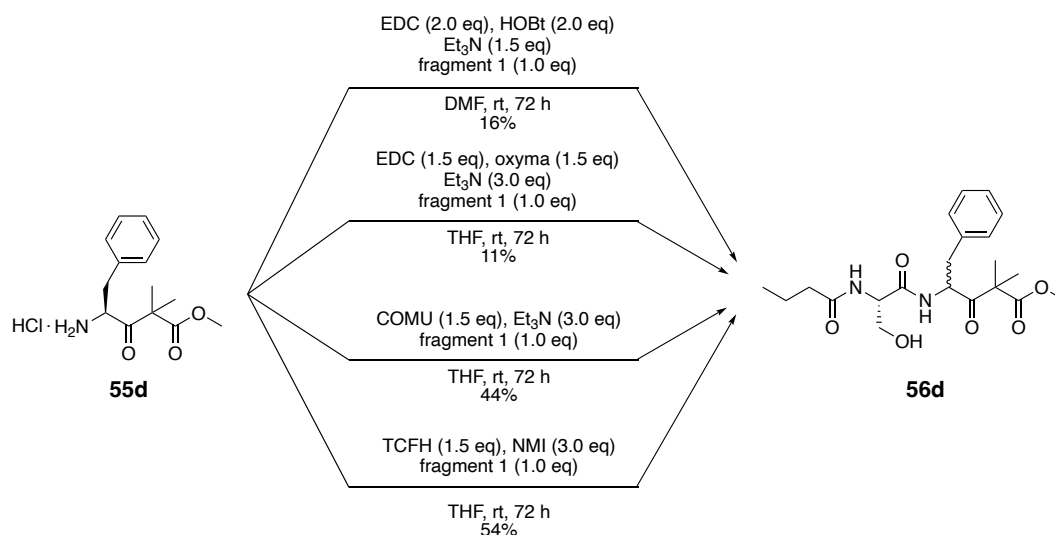 EDC (2.0 eq), HOBt (2.0 eq)
Et₃N (1.5 eq)
fragment 1 (1.0 eq)
DMF, rt, 72 h
16%
EDC (1.5 eq), oxyma (1.5 eq)
Et₃N (3.0 eq)
fragment 1 (1.0 eq)
THF, rt, 72 h
11%
COMU (1.5 eq), Et₃N (3.0 eq)
fragment 1 (1.0 eq)
THF, rt, 72 h
44%
TCFH (1.5 eq), NMI (3.0 eq)
fragment 1 (1.0 eq)
THF, rt, 72 h
54%
HCl · H₂N
O
O
O
55d
H
N
O
O
N
H
OH
O
O
O
56d